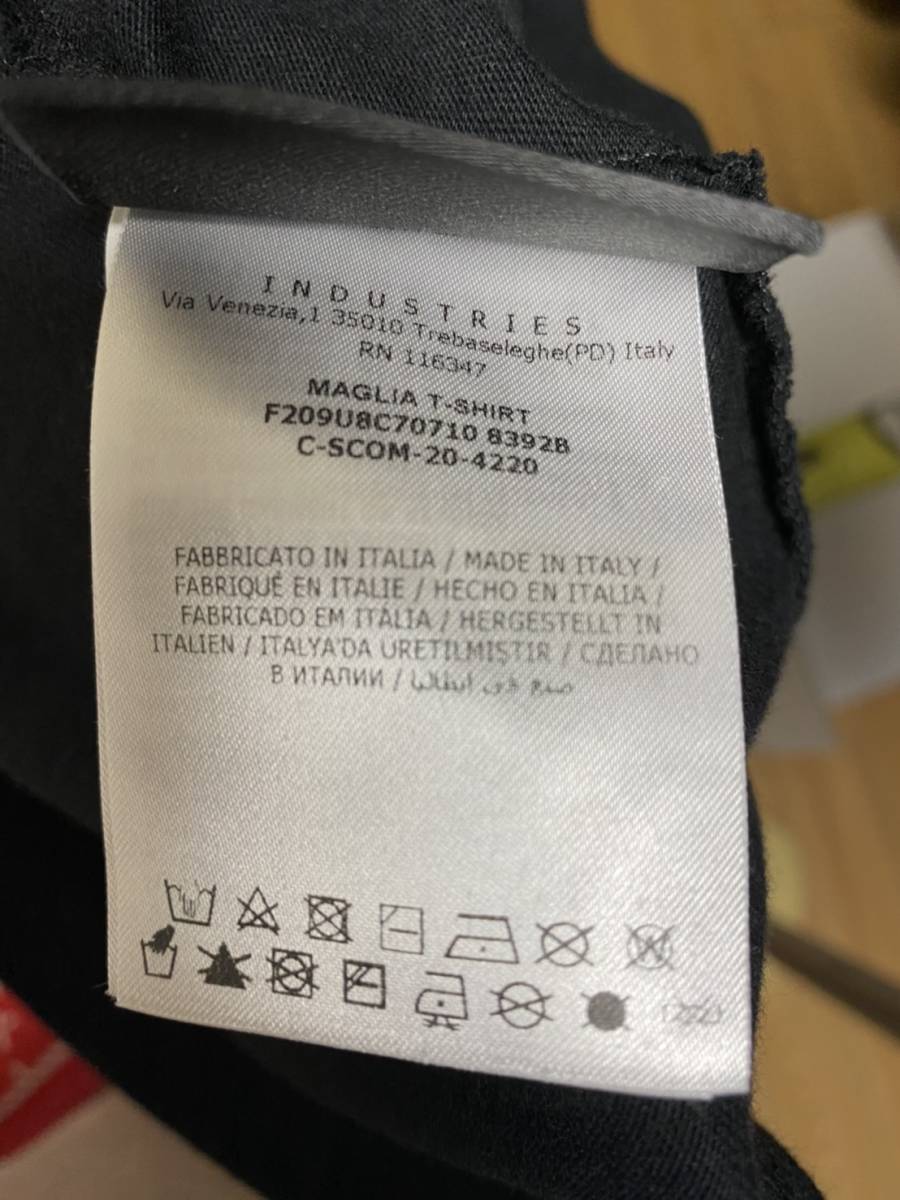 INDUSTRIES
Via Venezia,1 35010 Trebaseleghe(PD) Italy
RN 116347
MAGLIA T-SHIRT
F209U8C70710 8392B
C-SCOM-20-4220
FABBRICATO IN ITALIA / MADE IN ITALY /
FABRIQUÉ EN ITALIE / HECHO EN ITALIA /
FABRICADO EM ITÁLIA / HERGESTELLT IN
ITALIEN / ITALYA'DA URETILMIŞTIR / СДЕЛАНО
В ИТАЛИИ / صنع في ايطاليا
W